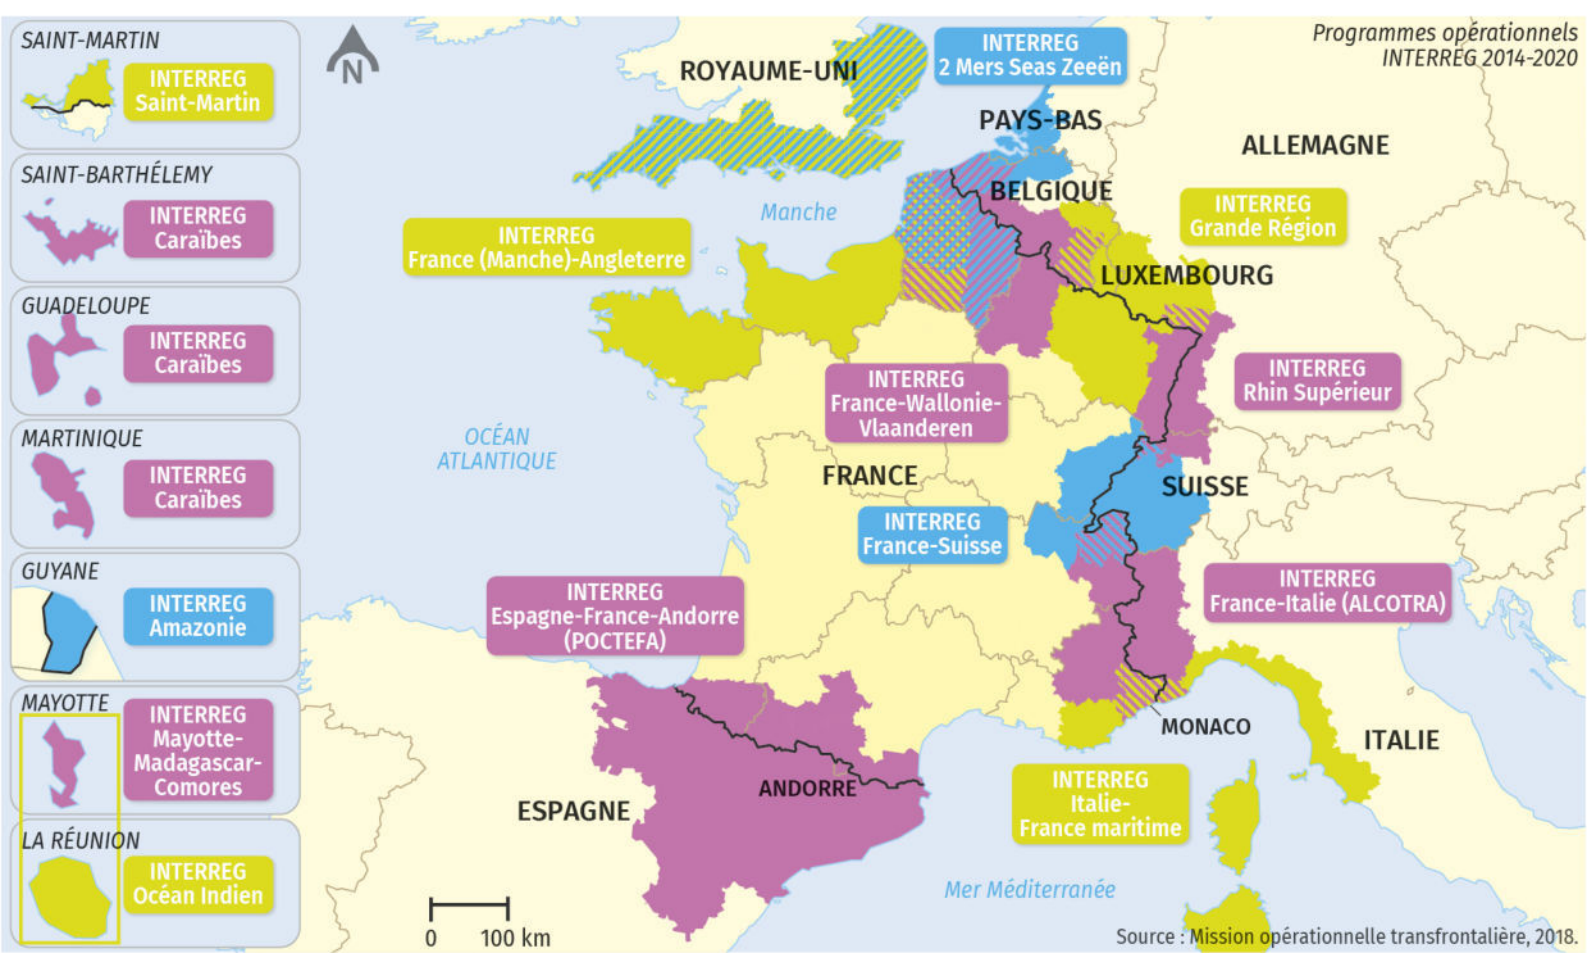 SAINT-MARTIN
INTERREG
Saint-Martin
SAINT-BARTHÉLEMY
INTERREG
Caraïbes
GUADELOUPE
INTERREG
Caraïbes
MARTINIQUE
INTERREG
Caraïbes
GUYANE
INTERREG
Amazonie
MAYOTTE
INTERREG
Mayotte-
Madagascar-
Comores
LA RÉUNION
INTERREG
Océan Indien
N
Programmes opérationnels
INTERREG 2014-2020
ROYAUME-UNI
INTERREG
2 Mers Seas Zeeën
PAYS-BAS
ALLEMAGNE
BELGIQUE
Manche
INTERREG
Grande Région
INTERREG
France (Manche)-Angleterre
LUXEMBOURG
INTERREG
Rhin Supérieur
INTERREG
France-Wallonie-
Vlaanderen
OCÉAN
ATLANTIQUE
FRANCE
SUISSE
INTERREG
France-Suisse
INTERREG
France-Italie (ALCOTRA)
INTERREG
Espagne-France-Andorre
(POCTEFA)
MONACO
ITALIE
ANDORRE
ESPAGNE
INTERREG
Italie-
France maritime
Mer Méditerranée
0 100 km
Source : Mission opérationnelle transfrontalière, 2018.